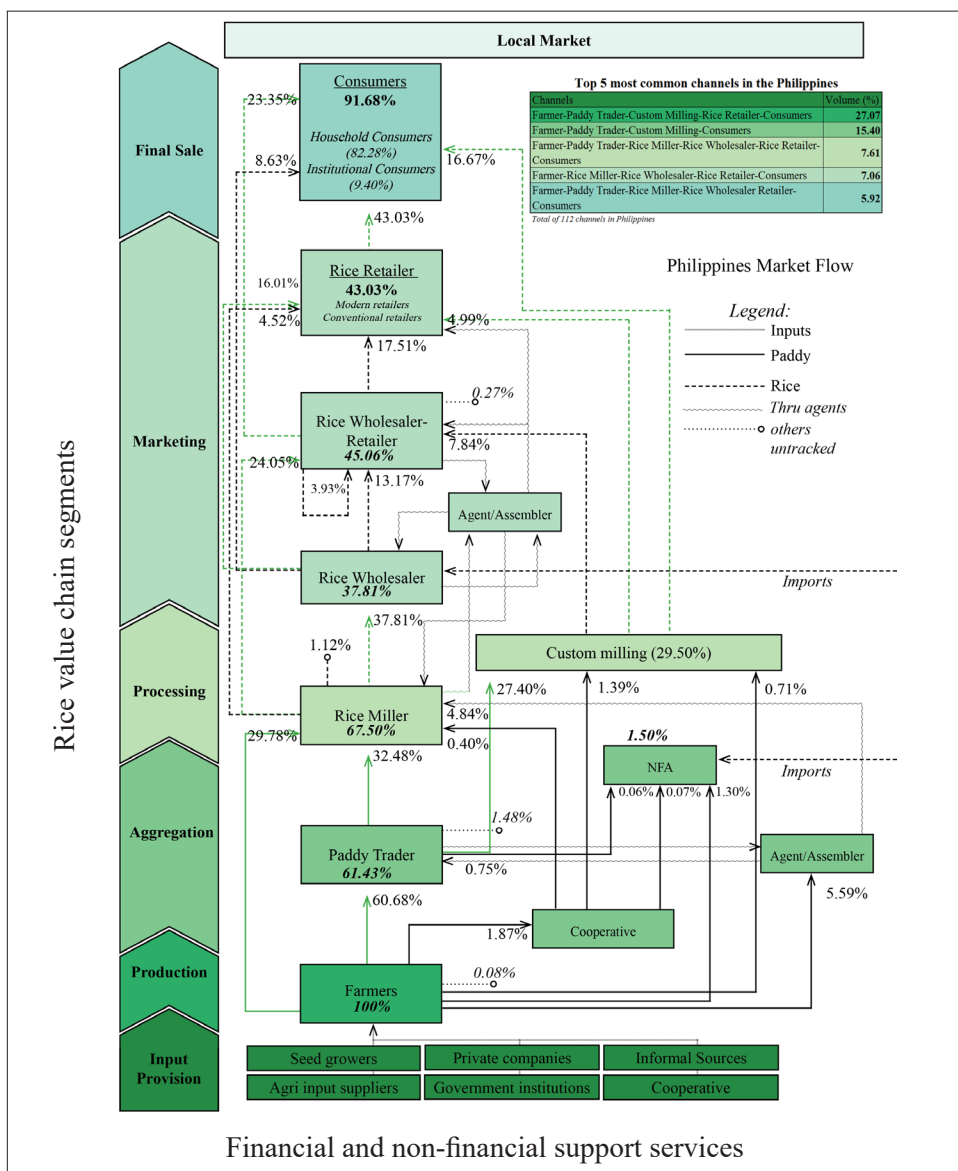 Local Market
Consumers
91.68%
Household Consumers
(82.28%)
Institutional Consumers
(9.40%)
23.35%
8.63%
16.67%
Final Sale
Top 5 most common channels in the Philippines
Channels Volume (%)
Farmer-Paddy Trader-Custom Milling-Rice Retailer-Consumers 27.07
Farmer-Paddy Trader-Custom Milling-Consumers 15.40
Farmer-Paddy Trader-Rice Miller-Rice Wholesaler-Rice Retailer-
Consumers 7.61
Farmer-Rice Miller-Rice Wholesaler-Rice Retailer-Consumers 7.06
Farmer-Paddy Trader-Rice Miller-Rice Wholesaler Retailer-
Consumers 5.92
Total of 112 channels in Philippines
43.03%
Rice Retailer
43.03%
Modern retailers
Conventional retailers
16.01%
4.52%
4.99%
17.51%
Philippines Market Flow
Legend:
Inputs
Paddy
Rice
Thru agents
others
untracked
Marketing
Rice Wholesaler-
Retailer
45.06%
0.27%
7.84%
24.05%
3.93%
13.17%
Agent/Assembler
Rice Wholesaler
37.81%
Imports
37.81%
Rice value chain segments
Processing
1.12%
Custom milling (29.50%)
27.40%
1.39%
0.71%
Rice Miller
67.50%
4.84%
0.40%
29.78%
32.48%
1.50%
NFA
Imports
0.06%
0.07%
1.30%
Aggregation
1.48%
Paddy Trader
61.43%
0.75%
Agent/Assembler
5.59%
60.68%
1.87%
Cooperative
Production
0.08%
Farmers
100%
Input
Provision
Seed growers
Private companies
Informal Sources
Agri input suppliers
Government institutions
Cooperative
Financial and non-financial support services